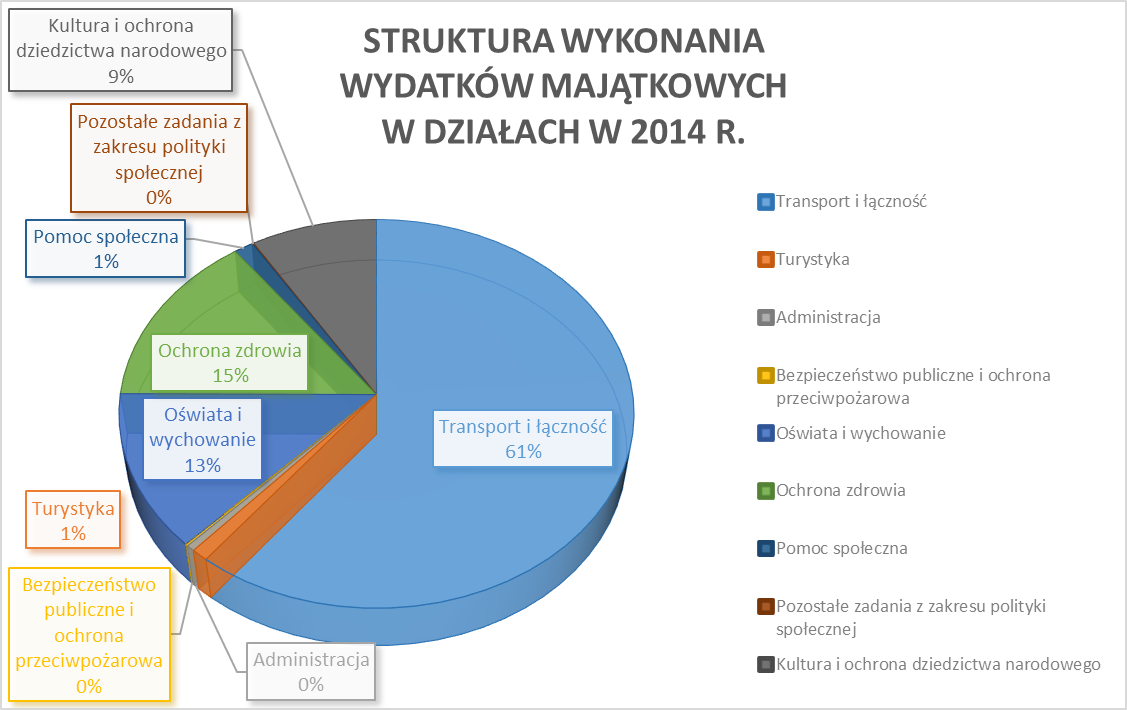 STRUKTURA WYKONANIA
WYDATKÓW MAJĄTKOWYCH
W DZIAŁACH W 2014 R.
Kultura i ochrona
dziedzictwa narodowego
9%
Pozostałe zadania z
zakresu polityki
społecznej
0%
Pomoc społeczna
1%
Ochrona zdrowia
15%
Oświata i
wychowanie
13%
Transport i łączność
61%
Turystyka
1%
Bezpieczeństwo
publiczne i
ochrona
przeciwpożarowa
0%
Administracja
0%
Transport i łączność
Turystyka
Administracja
Bezpieczeństwo publiczne i ochrona
przeciwpożarowa
Oświata i wychowanie
Ochrona zdrowia
Pomoc społeczna
Pozostałe zadania z zakresu polityki
społecznej
Kultura i ochrona dziedzictwa narodowego